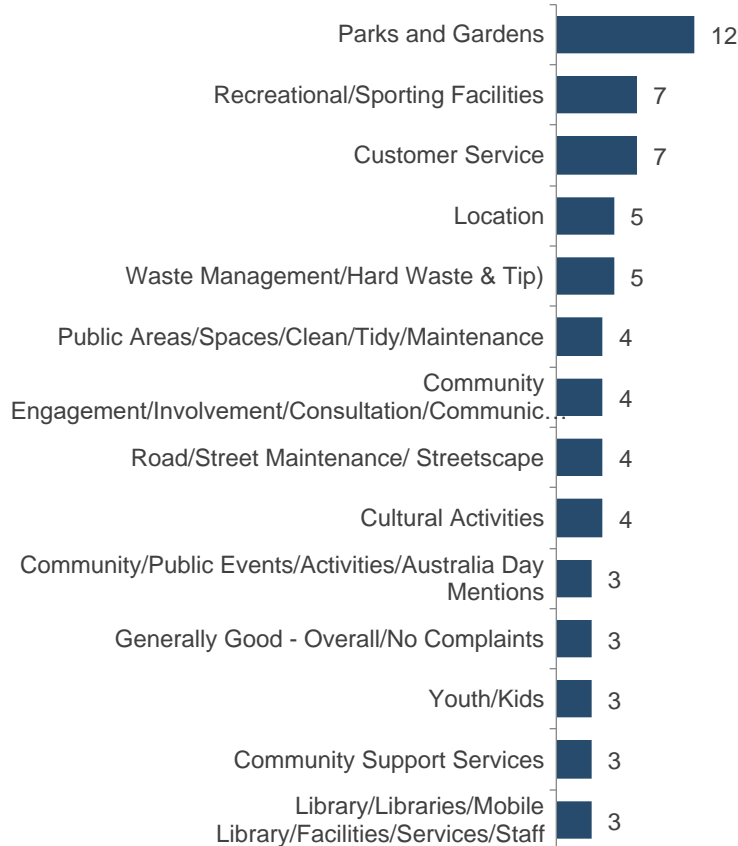 Parks and Gardens 12
Recreational/Sporting Facilities 7
Customer Service 7
Location 5
Waste Management/Hard Waste & Tip) 5
Public Areas/Spaces/Clean/Tidy/Maintenance 4
Community
Engagement/Involvement/Consultation/Communic... 4
Road/Street Maintenance/ Streetscape 4
Cultural Activities 4
Community/Public Events/Activities/Australia Day
Mentions 3
Generally Good - Overall/No Complaints 3
Youth/Kids 3
Community Support Services 3
Library/Libraries/Mobile
Library/Facilities/Services/Staff 3